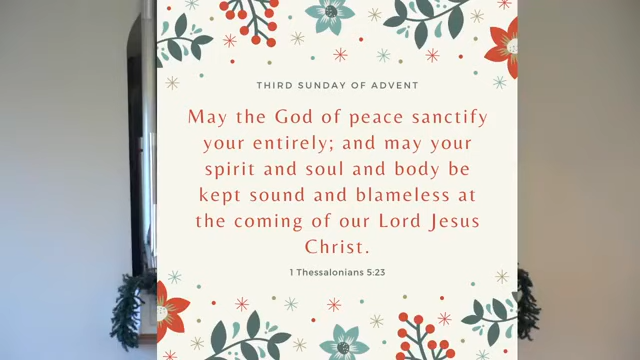 THIRD SUNDAY OF ADVENT
May the God of peace sanctify
your entirely; and may your
spirit and soul and body be
kept sound and blameless at
the coming of our Lord Jesus
Christ.
1 Thessalonians 5:23